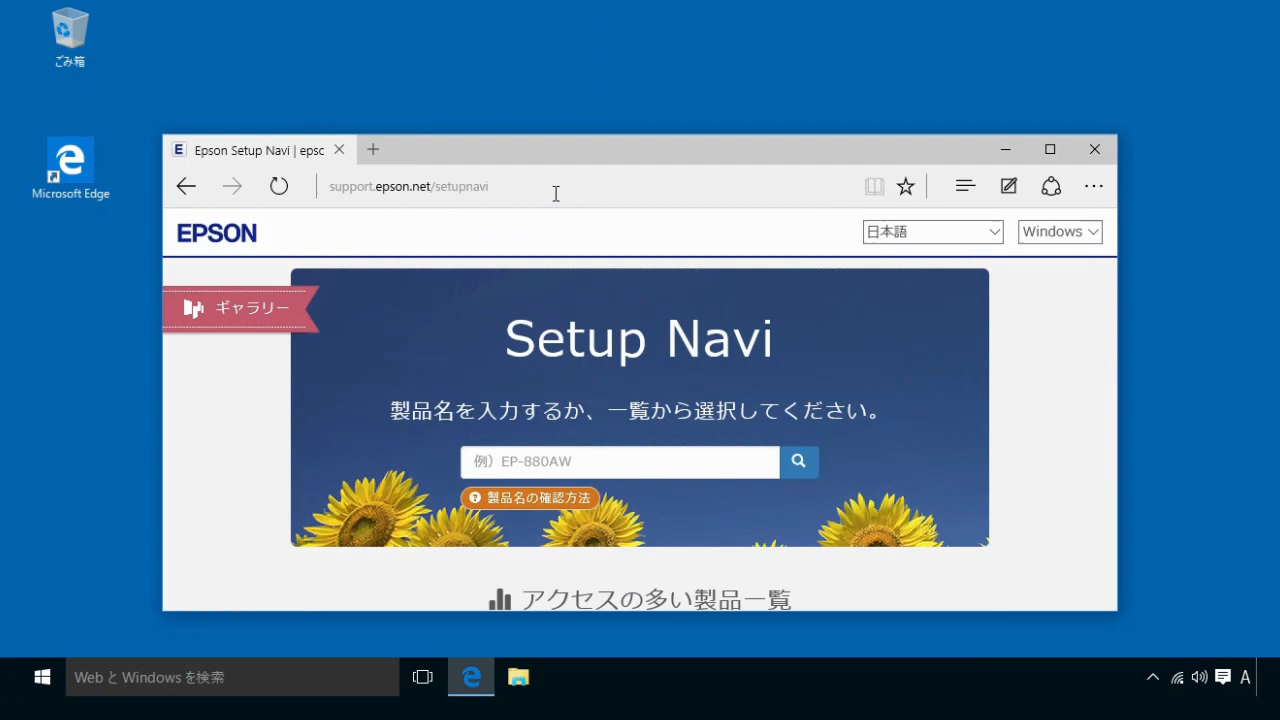 ごみ箱
Microsoft Edge
Epson Setup Navi | epsc
support.epson.net/setupnavi
EPSON
日本語
Windows
ギャラリー
Setup Navi
製品名を入力するか、一覧から選択してください。
例）EP-880AW
製品名の確認方法
アクセスの多い製品一覧
Web と Windows を検索
A